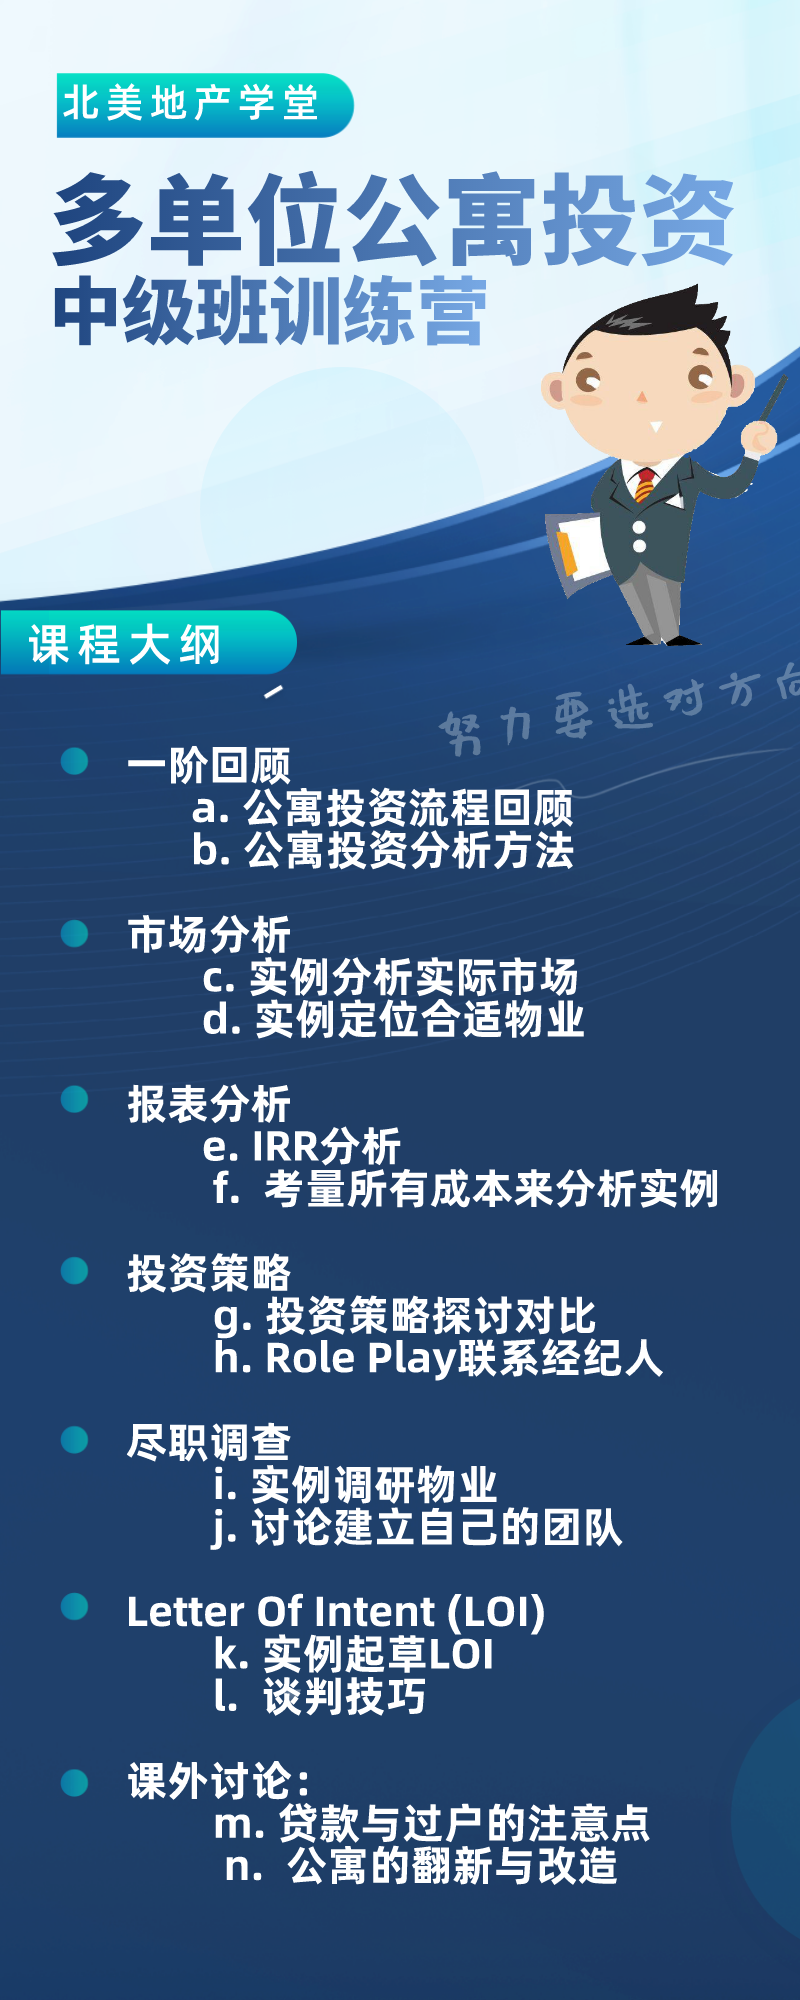 北美地产学堂
多单位公寓投资
中级班训练营
课程大纲
努力要选对方向
一阶回顾
a. 公寓投资流程回顾
b. 公寓投资分析方法
市场分析
c. 实例分析实际市场
d. 实例定位合适物业
报表分析
e. IRR分析
f. 考量所有成本来分析实例
投资策略
g. 投资策略探讨对比
h. Role Play联系经纪人
尽职调查
i. 实例调研物业
j. 讨论建立自己的团队
Letter Of Intent (LOI)
k. 实例起草LOI
l. 谈判技巧
课外讨论：
m. 贷款与过户的注意点
n. 公寓的翻新与改造